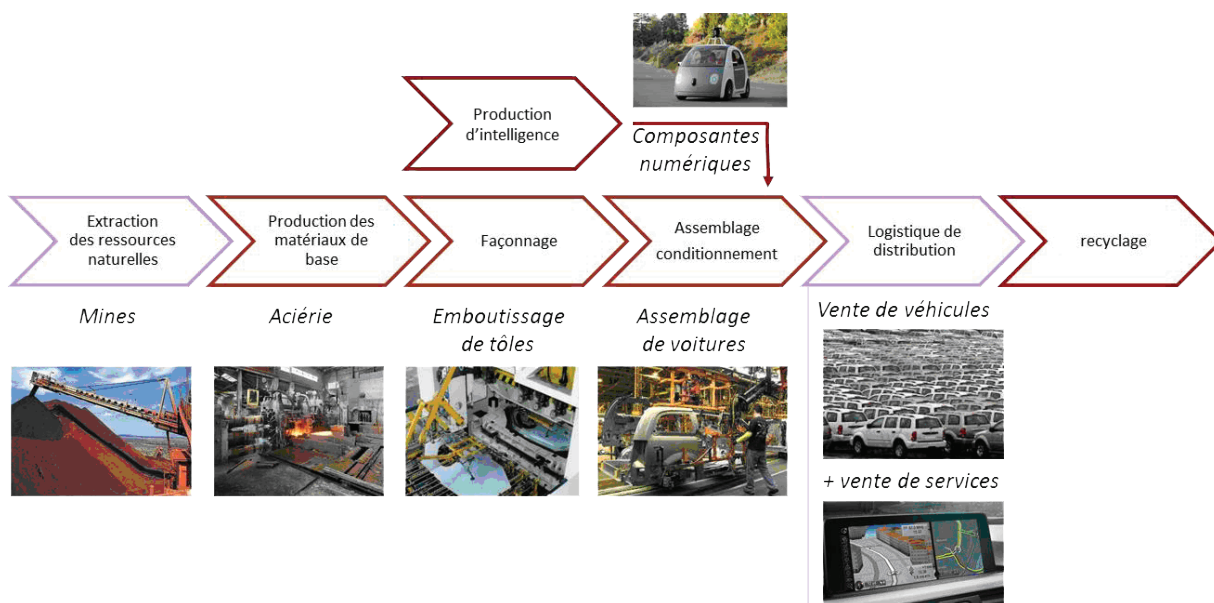 Production
d'intelligence
Composantes
numériques
Extraction
des ressources
naturelles
Production des
matériaux de
base
Façonnage
Assemblage
conditionnement
Logistique de
distribution
recyclage
Mines
Aciérie
Emboutissage
de tôles
Assemblage
de voitures
Vente de véhicules
+ vente de services